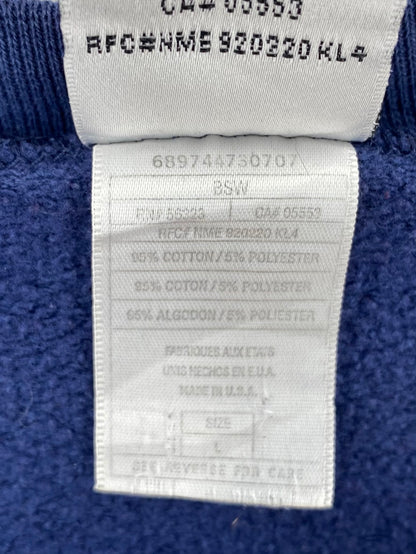 CA# 05553
RFC#NME 920220 KL4
689744730707
BSW
RN# 56323 CA# 05553
RFC# NME 920220 KL4
95% COTTON / 5% POLYESTER
95% COTON / 5% POLYESTER
95% ALGODON / 5% POLIESTER
FABRIQUES AUX ETATS
UNIS HECHOS EN E.U.A.
MADE IN U.S.A.
SIZE
L
SEE REVERSE FOR CARE